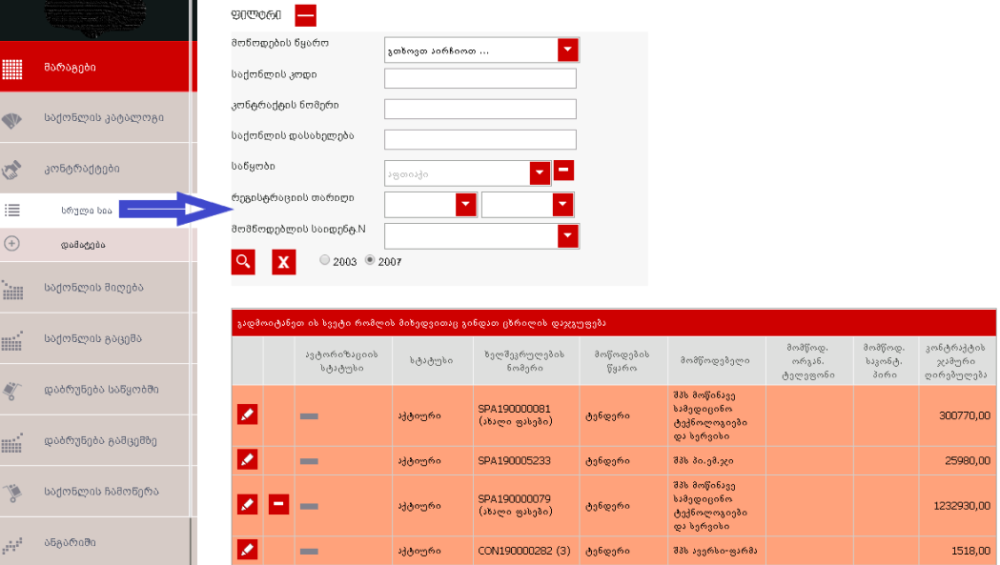 ფილტრი
მოწოდების წყარო
გთხოვთ აირჩიოთ ...
საქონლის კოდი
კონტრაქტის ნომერი
საქონლის დასახელება
საწყობი
აფთიაქი
რეგისტრაციის თარიღი
მომწოდებლის საიდენტ.N
X
2003
2007
მარაგები
საქონლის კატალოგი
კონტრაქტები
სრული სია
დამატება
საქონლის მიღება
საქონლის გაცემა
დაბრუნება საწყობში
დაბრუნება გამცემზე
საქონლის ჩამოწერა
ანგარიში
გადმოიტანეთ ის სვეტი რომლის მიხედვითაც გინდათ ცხრილის დაჯგუფება
ავტორიზაციის
სტატუსი
სტატუსი
ხელშეკრულების
ნომერი
მოწოდების
წყარო
მომწოდებელი
მომწოდ.
ორგან.
ტელეფონი
მომწოდ.
საკონტ.
პირი
კონტრაქტის
ჯამური
ღირებულება
აქტიური
SPA190000081
(ახალი ფასები)
ტენდერი
შპს მოწინავე
სამედიცინო
ტექნოლოგიები
და სერვისი
300770,00
აქტიური
SPA190005233
ტენდერი
შპს პი.ემ.ჯი
25980,00
აქტიური
SPA190000079
(ახალი ფასები)
ტენდერი
შპს მოწინავე
სამედიცინო
ტექნოლოგიები
და სერვისი
1232930,00
აქტიური
CON190000282 (3)
ტენდერი
შპს ავერსი-ფარმა
1518,00